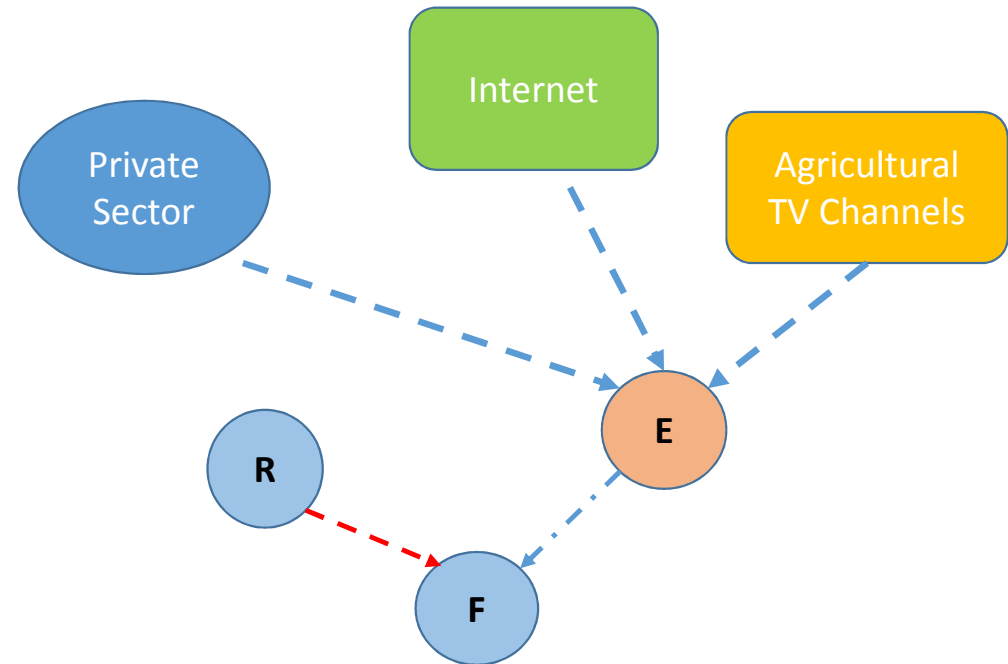 Internet
Private
Sector
Agricultural
TV Channels
E
R
F